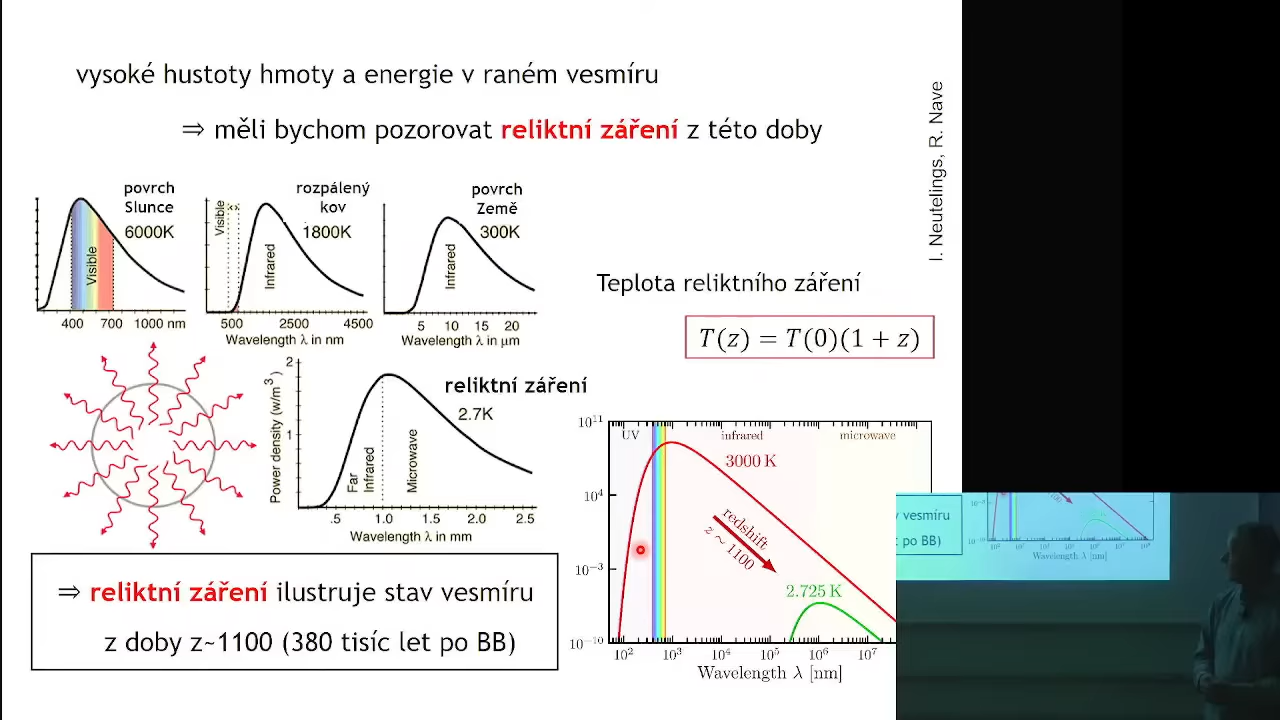 vysoké hustoty hmoty a energie v raném vesmíru
⇒ měli bychom pozorovat reliktní záření z této doby
I. Neutelings, R. Nave
povrch
Slunce
6000K
Visible
400 700 1000 nm
rozpálený
kov
1800K
Visible
Infrared
500 2500 4500
Wavelength λ in nm
povrch
Země
300K
Infrared
5 10 15 20
Wavelength λ in μm
Teplota reliktního záření
T(z) = T(0)(1 + z)
reliktní záření
2.7K
Power density (w/m³)
2
1
Far
Infrared
Microwave
.5 1.0 1.5 2.0 2.5
Wavelength λ in mm
10¹¹
10⁴
10⁻³
10⁻¹⁰
UV infrared microwave
3000 K
redshift
z ~ 1100
2.725 K
10² 10³ 10⁴ 10⁵ 10⁶ 10⁷
Wavelength λ [nm]
⇒ reliktní záření ilustruje stav vesmíru
z doby z~1100 (380 tisíc let po BB)
v vesmíru
t po BB)
Wavelength λ [nm]